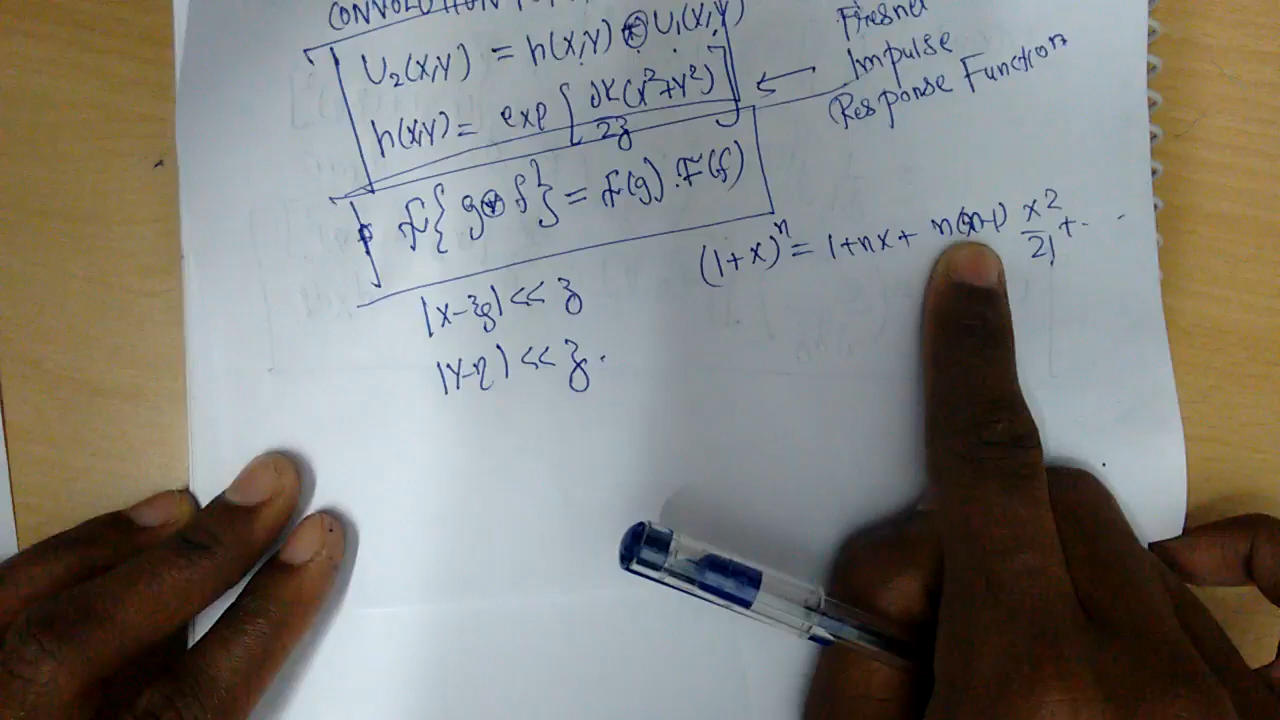 U₂(X,Y) = h(X,Y) ⊛ U₁(X,Y)
h(X,Y) = exp [ jK(X²+Y²) / 2z ] ←
Fresnel
Impulse
Response Function
F{ g ⊛ f } = F(g) . F(f)
(1+x)ⁿ = 1+nx+ n(n-1) x²/2! + . . .
|X-ξ| << z
|Y-η| << z.